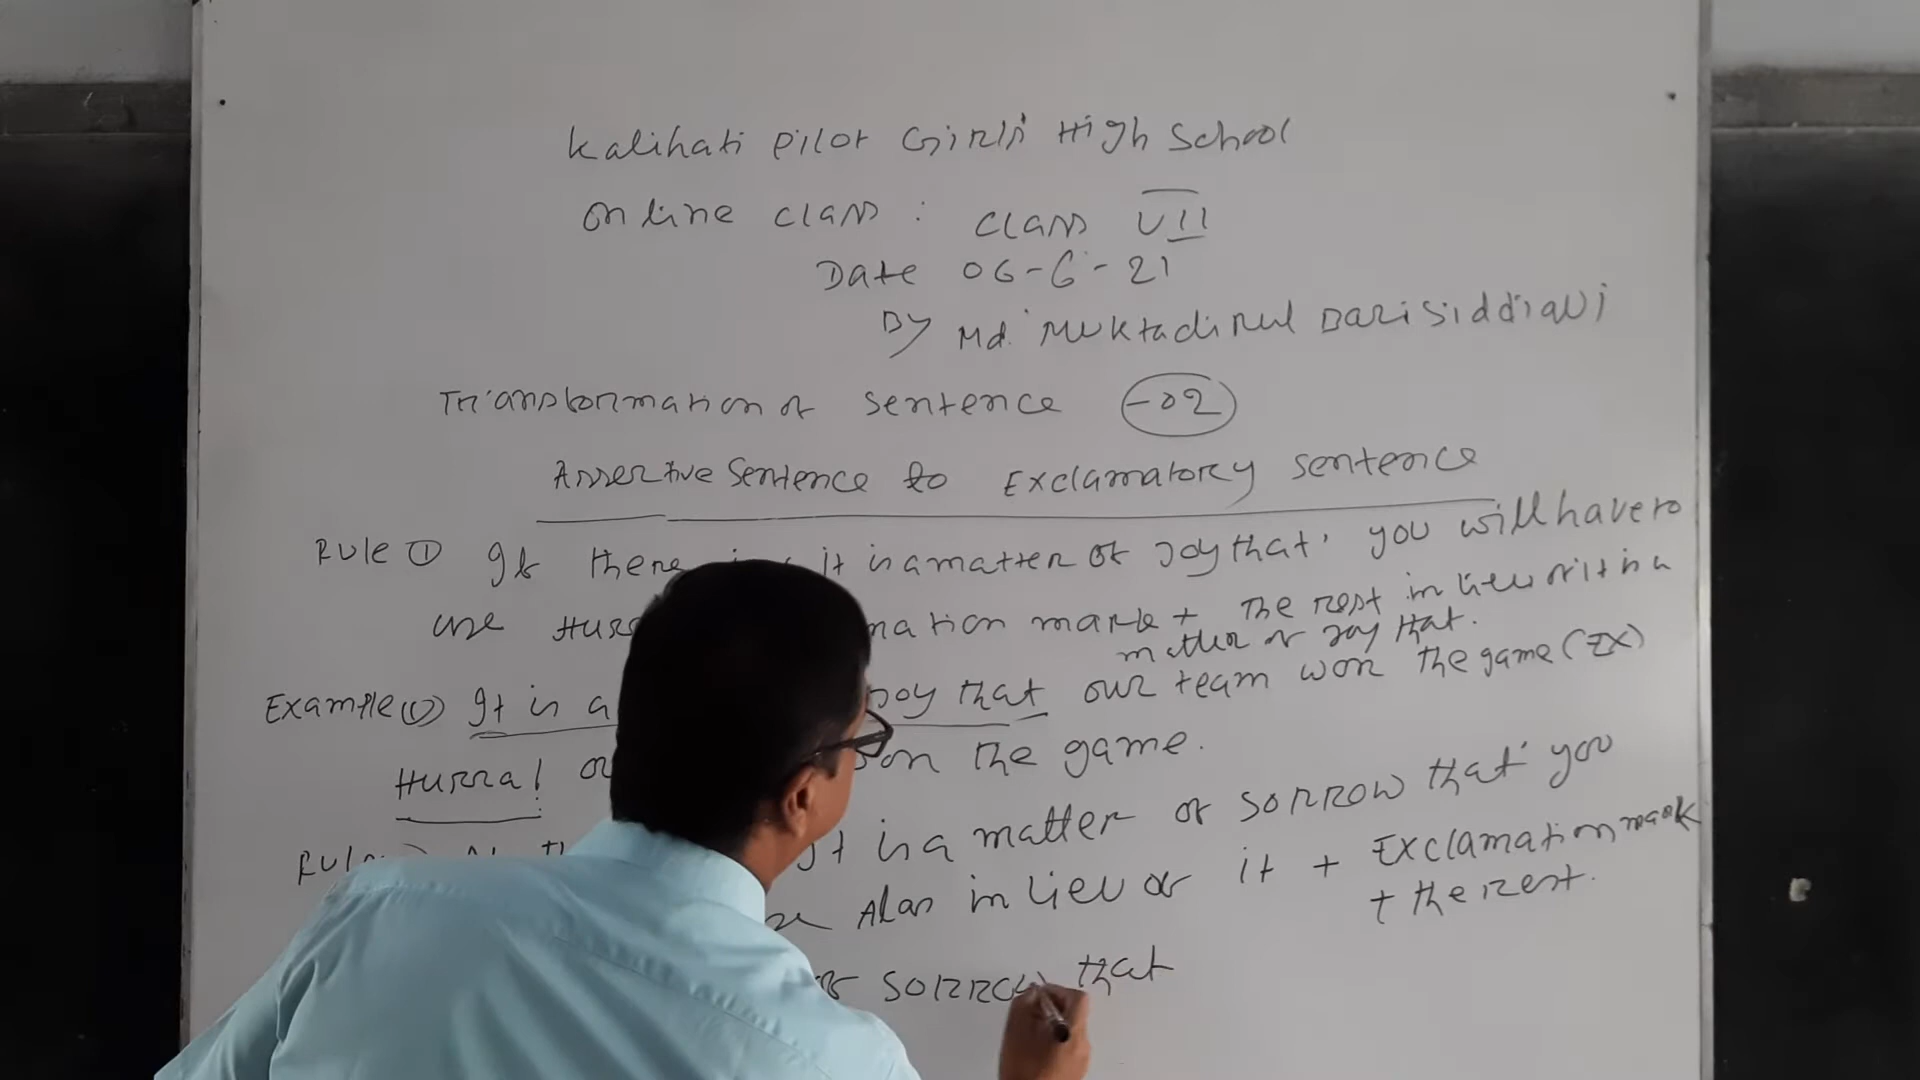 Kalihati Pilot Girls' High School
Online class : Class VII
Date 06-6-21
By Md. Muktadirul Bari Siddiqui
Transformation of Sentence -02
Assertive Sentence to Exclamatory Sentence
Rule ① If there it is a matter of joy that' you will have to
use Hurr mation mark + the rest in lieu of it is a
matter of joy that.
Example ① It is a joy that our team won the game (EX)
Hurra! won the game.
It is a matter of sorrow that' you
Alas in lieu of it + Exclamation mark
+ the rest.
of sorrow that